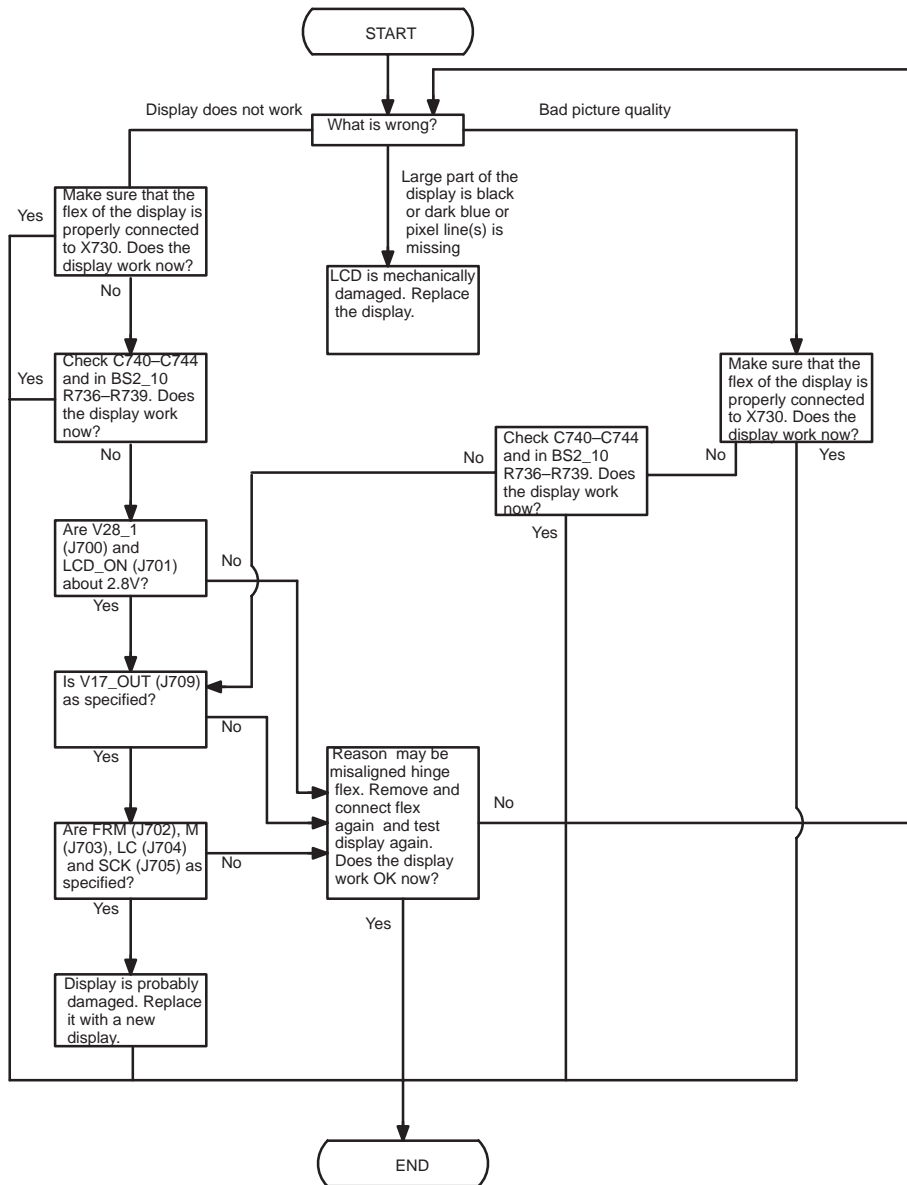 START
Display does not work
Bad picture quality
What is wrong?
Large part of the
display is black
or dark blue or
pixel line(s) is
missing
Yes
Make sure that the
flex of the display is
properly connected
to X730. Does the
display work now?
No
LCD is mechanically
damaged. Replace
the display.
Yes
Check C740–C744
and in BS2_10
R736–R739. Does
the display work
now?
No
Make sure that the
flex of the display is
properly connected
to X730. Does the
display work now?
No
Yes
Check C740–C744
and in BS2_10
R736–R739. Does
the display work
now?
No
Yes
Are V28_1
(J700) and
LCD_ON (J701)
about 2.8V?
No
Yes
Is V17_OUT (J709)
as specified?
No
Yes
Reason may be
misaligned hinge
flex. Remove and
connect flex
again and test
display again.
Does the display
work OK now?
No
Yes
Are FRM (J702), M
(J703), LC (J704)
and SCK (J705) as
specified?
No
Yes
Display is probably
damaged. Replace
it with a new
display.
END